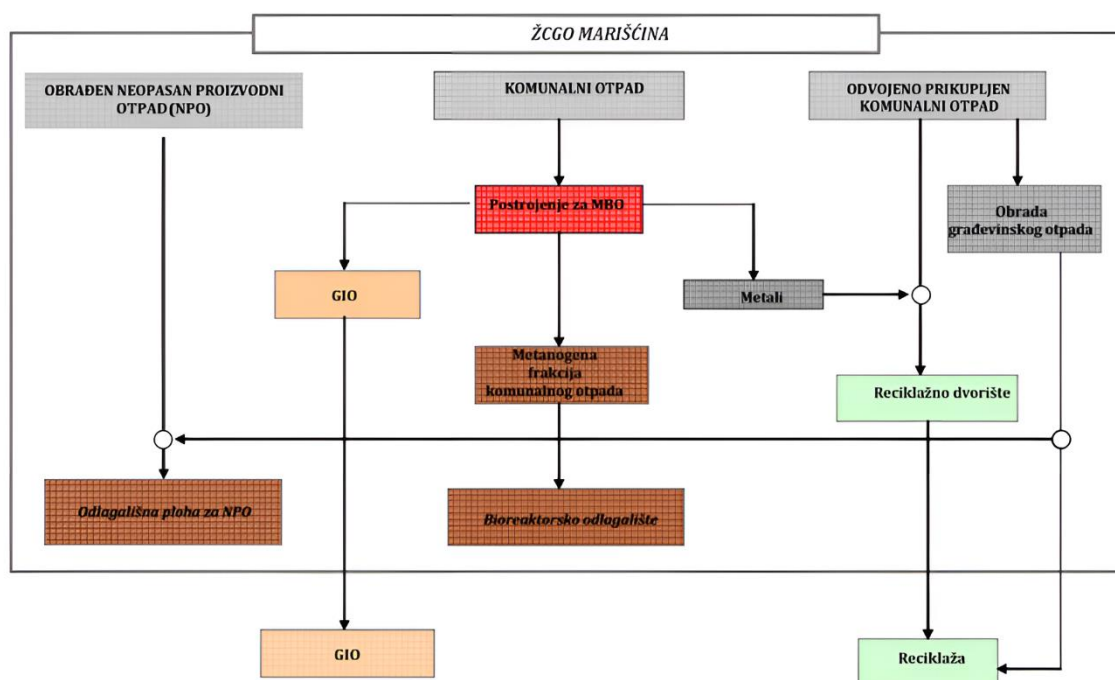 ŽCGO MARIŠĆINA
OBRAĐEN NEOPASAN PROIZVODNI
OTPAD(NPO)
KOMUNALNI OTPAD
ODVOJENO PRIKUPLJEN
KOMUNALNI OTPAD
Postrojenje za MBO
Obrada
građevinskog otpada
GIO
Metali
Metanogena
frakcija
komunalnog otpada
Reciklažno dvorište
Odlagališna ploha za NPO
Bioreaktorsko odlagalište
GIO
Reciklaža